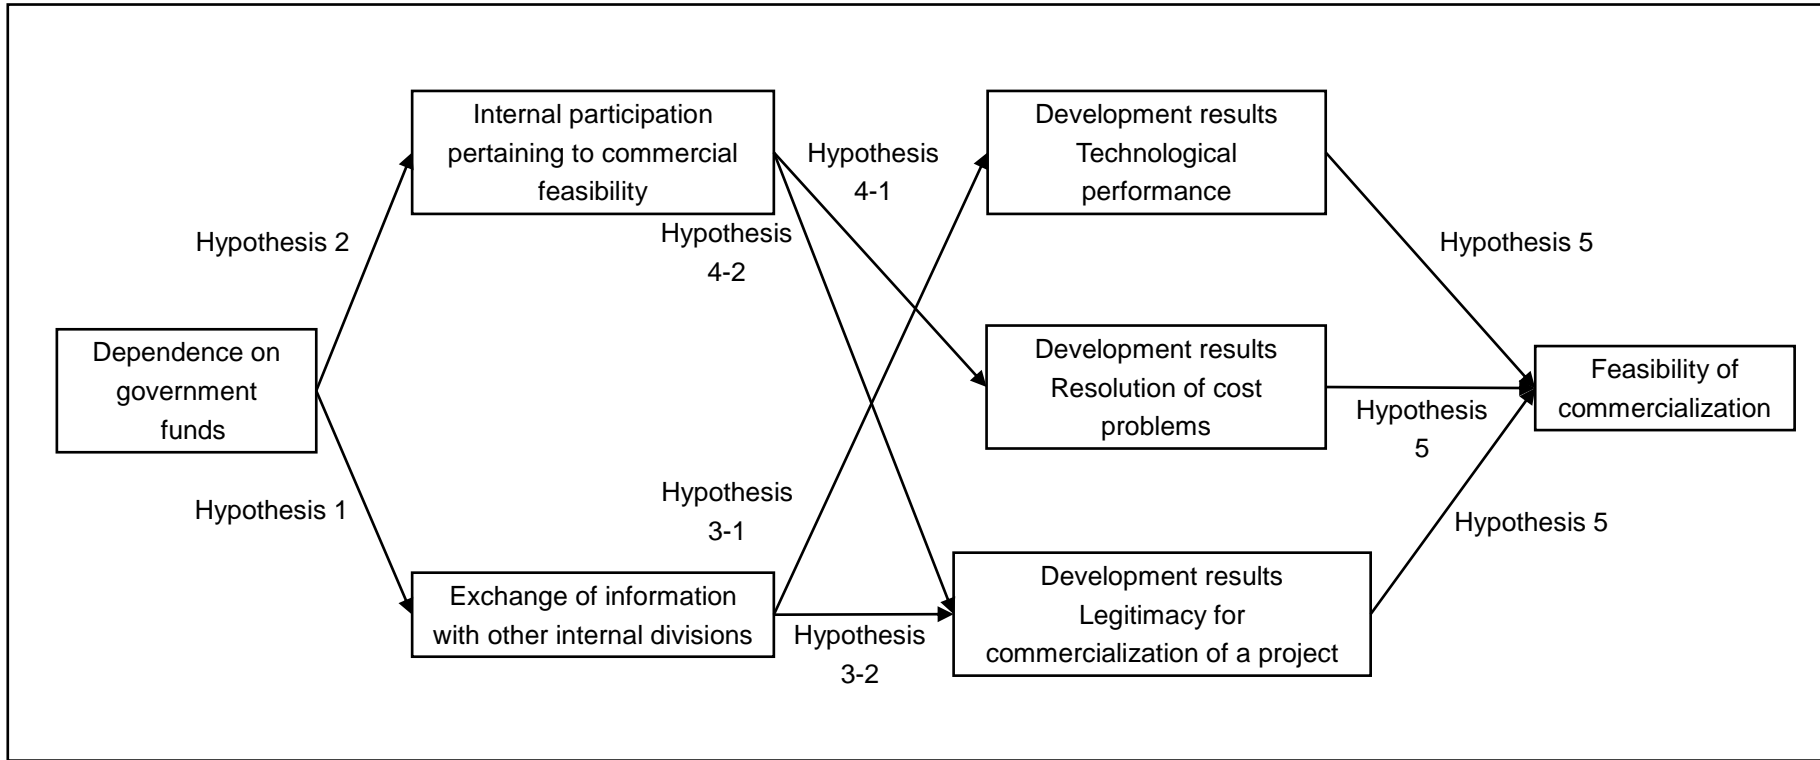 Internal participation
pertaining to commercial
feasibility
Hypothesis
4-1
Development results
Technological
performance
Hypothesis 2
Hypothesis
4-2
Hypothesis 5
Dependence on
government
funds
Development results
Resolution of cost
problems
Hypothesis
5
Feasibility of
commercialization
Hypothesis 1
Hypothesis
3-1
Hypothesis 5
Exchange of information
with other internal divisions
Hypothesis
3-2
Development results
Legitimacy for
commercialization of a project